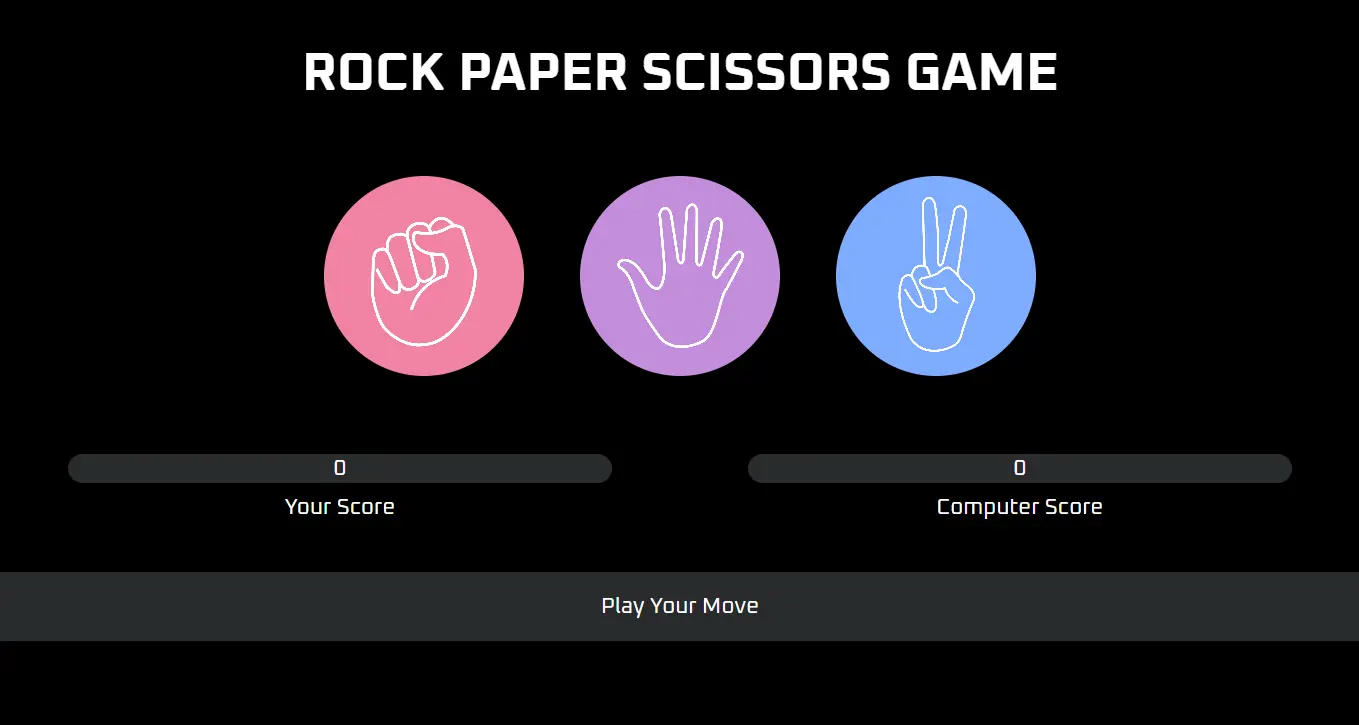 ROCK PAPER SCISSORS GAME
0
Your Score
0
Computer Score
Play Your Move